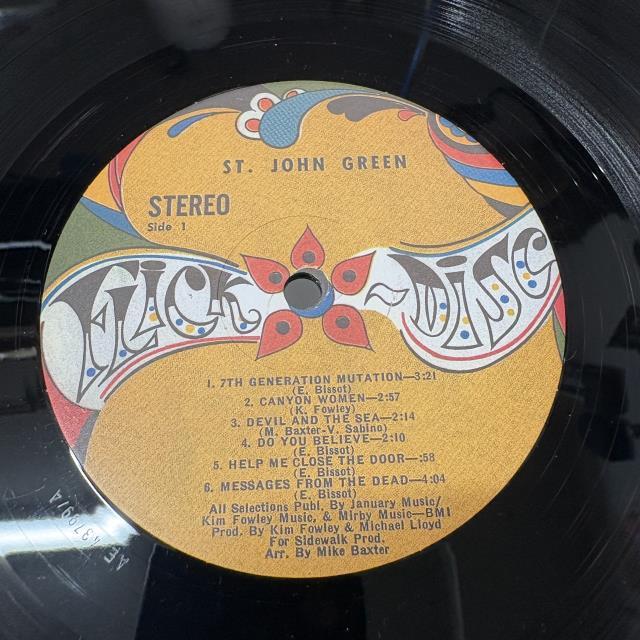 ST. JOHN GREEN
STEREO
Side 1
FLICK-DISC
1. 7TH GENERATION MUTATION—3:21
(E. Bissot)
2. CANYON WOMEN—2:57
(K. Fowley)
3. DEVIL AND THE SEA—2:14
(M. Baxter-V. Sabino)
4. DO YOU BELIEVE—2:10
(E. Bissot)
5. HELP ME CLOSE THE DOOR—:58
(E. Bissot)
6. MESSAGES FROM THE DEAD—4:04
(E. Bissot)
All Selections Publ. By January Music/
Kim Fowley Music, & Mirby Music—BMI
Prod. By Kim Fowley & Michael Lloyd
For Sidewalk Prod.
Arr. By Mike Baxter